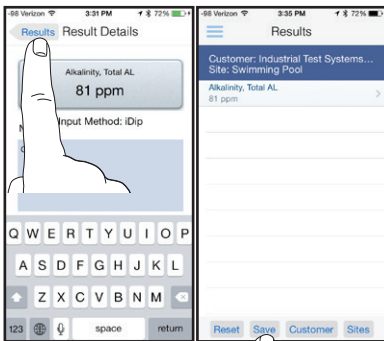 -98 Verizon 3:31 PM 72%
Results Result Details
Alkalinity, Total AL
81 ppm
N
Input Method: iDip
Q W E R T Y U I O P
A S D F G H J K L
Z X C V B N M
123 space return
-98 Verizon 3:35 PM 72%
Results
Customer: Industrial Test Systems...
Site: Swimming Pool
Alkalinity, Total AL
81 ppm
Reset Save Customer Sites